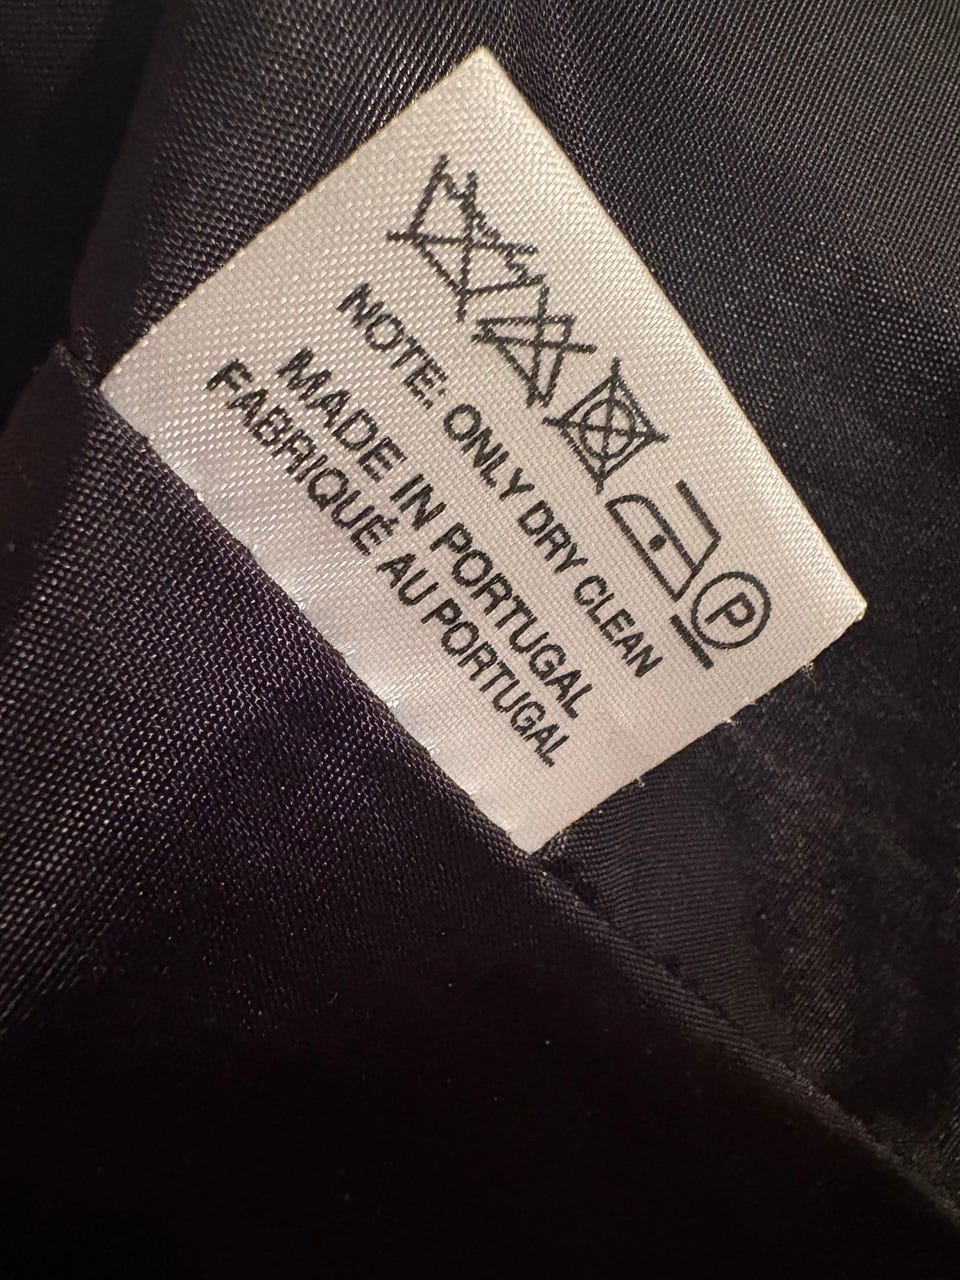 P
NOTE: ONLY DRY CLEAN
MADE IN PORTUGAL
FABRIQUÉ AU PORTUGAL